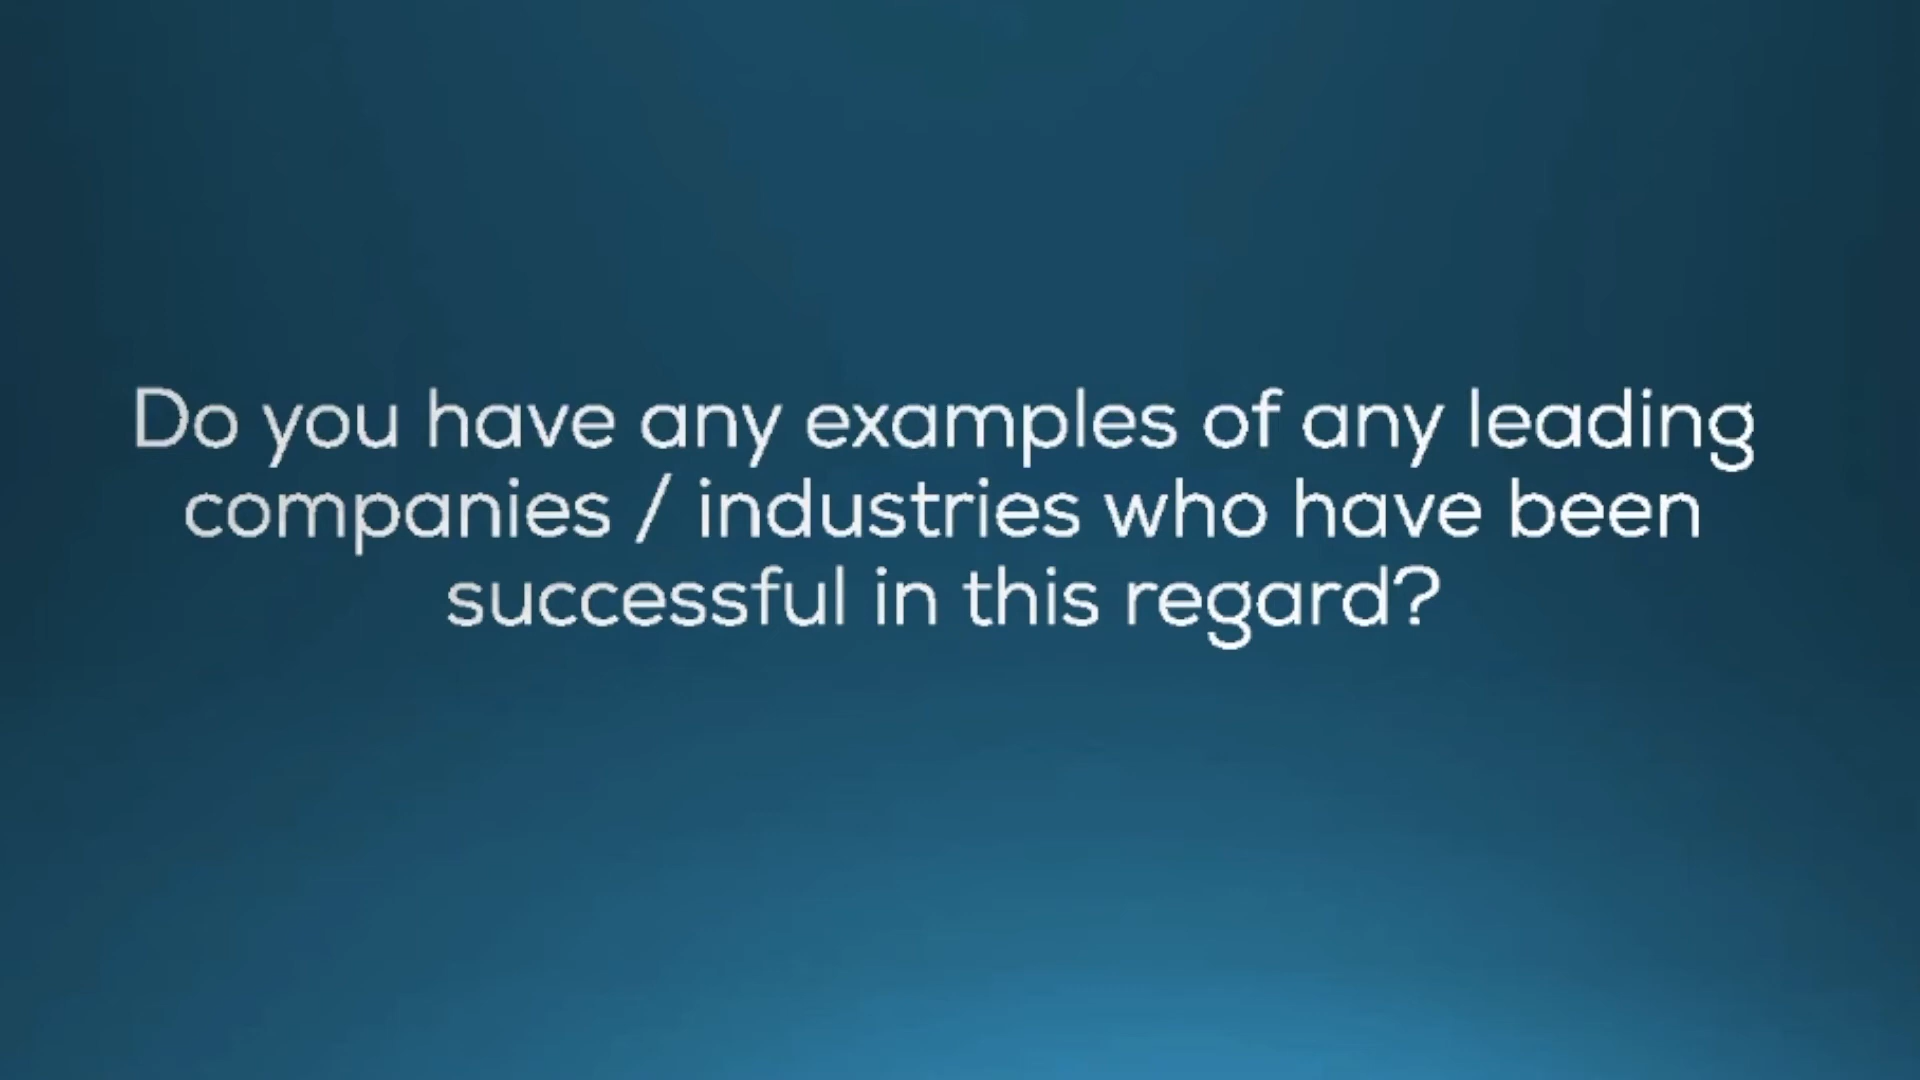 Do you have any examples of any leading
companies / industries who have been
successful in this regard?